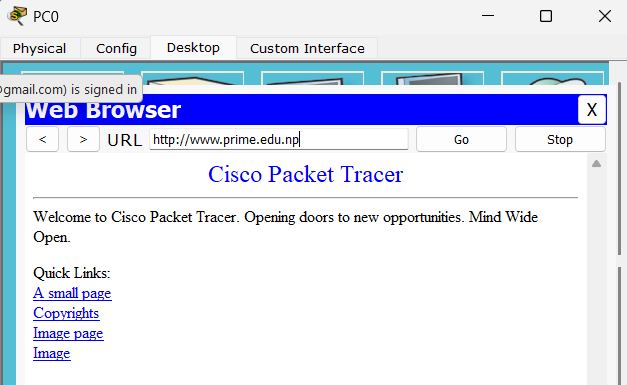 PC0
Physical Config Desktop Custom Interface
@gmail.com) is signed in
Web Browser X
< > URL http://www.prime.edu.np Go Stop
Cisco Packet Tracer
Welcome to Cisco Packet Tracer. Opening doors to new opportunities. Mind Wide
Open.
Quick Links:
A small page
Copyrights
Image page
Image